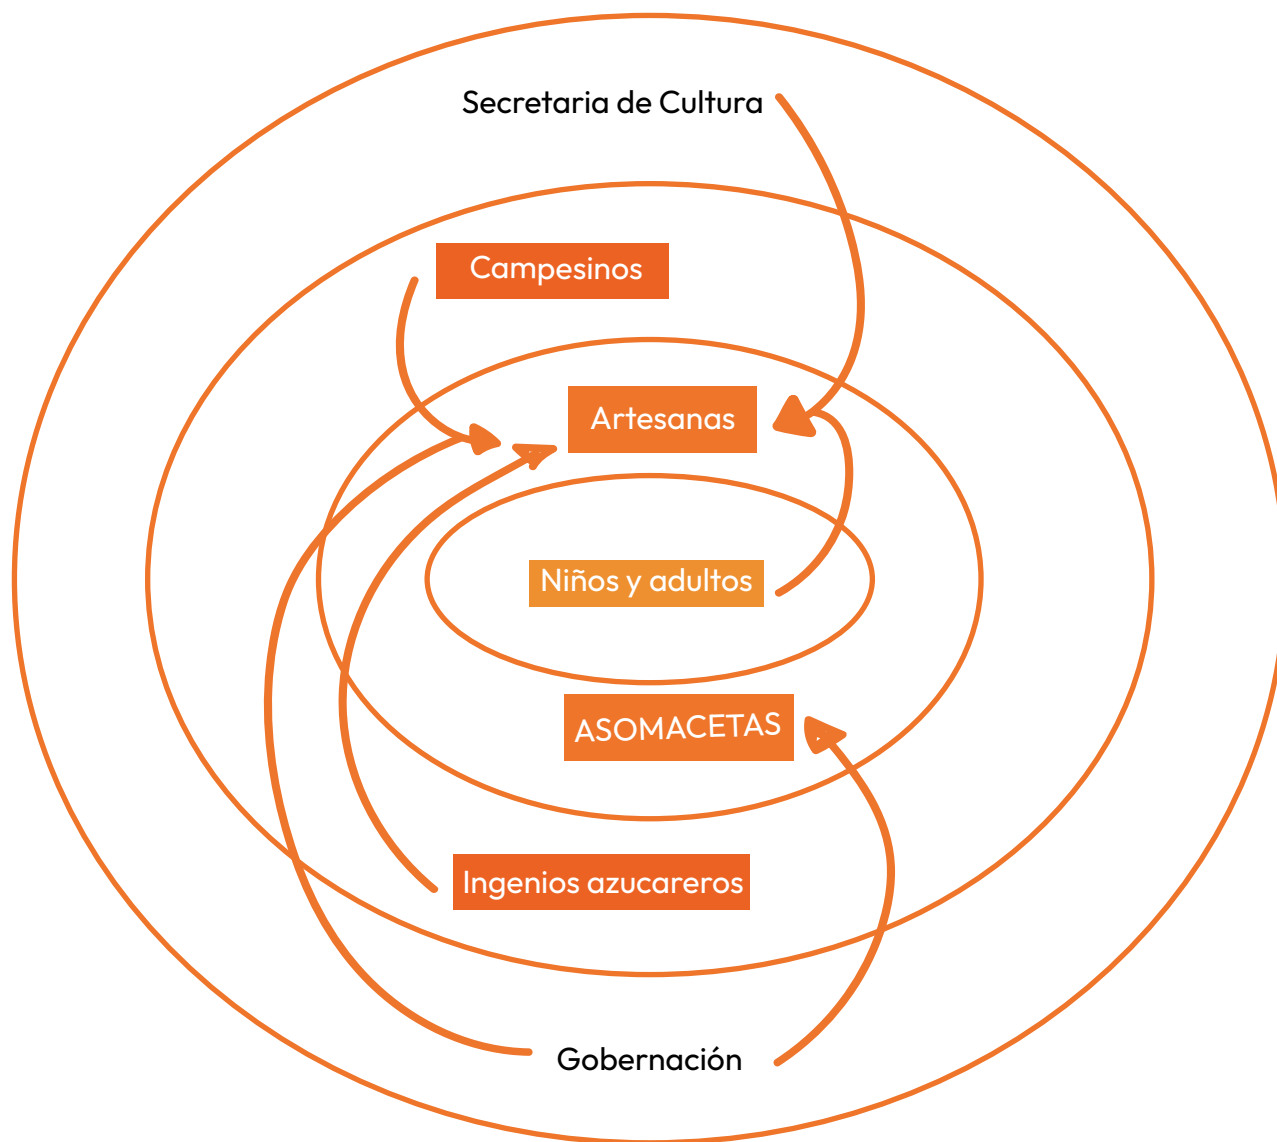 Secretaria de Cultura
Campesinos
Artesanas
Niños y adultos
ASOMACETAS
Ingenios azucareros
Gobernación